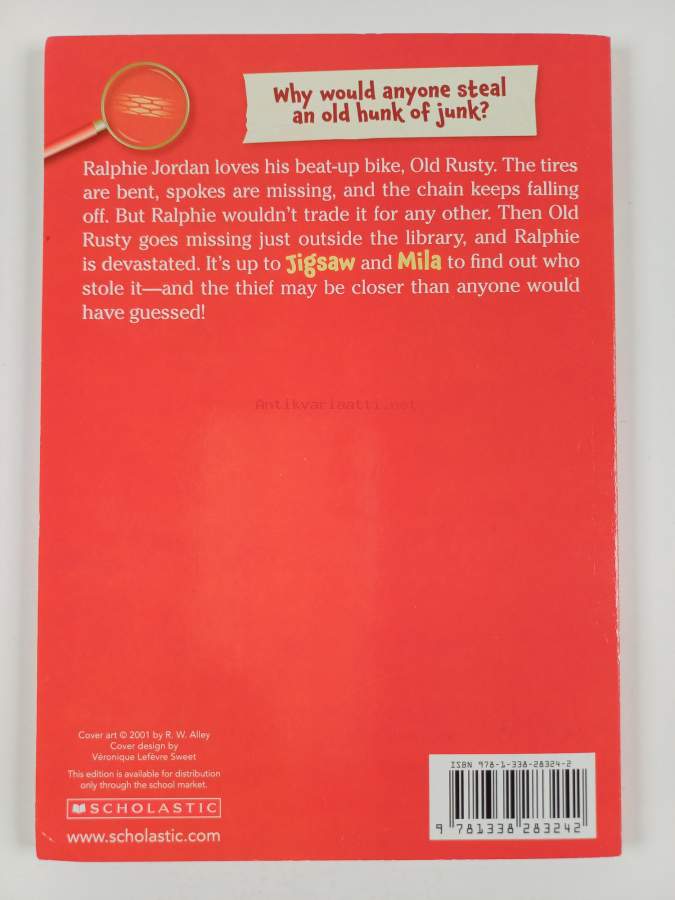 Why would anyone steal
an old hunk of junk?
Ralphie Jordan loves his beat-up bike, Old Rusty. The tires
are bent, spokes are missing, and the chain keeps falling
off. But Ralphie wouldn't trade it for any other. Then Old
Rusty goes missing just outside the library, and Ralphie
is devastated. It's up to Jigsaw and Mila to find out who
stole it—and the thief may be closer than anyone would
have guessed!
Antikvariaatti.net
Cover art © 2001 by R. W. Alley
Cover design by
Véronique Lefèvre Sweet
This edition is available for distribution
only through the school market.
SCHOLASTIC
www.scholastic.com
ISBN 978-1-338-28324-2
9 781338 283242